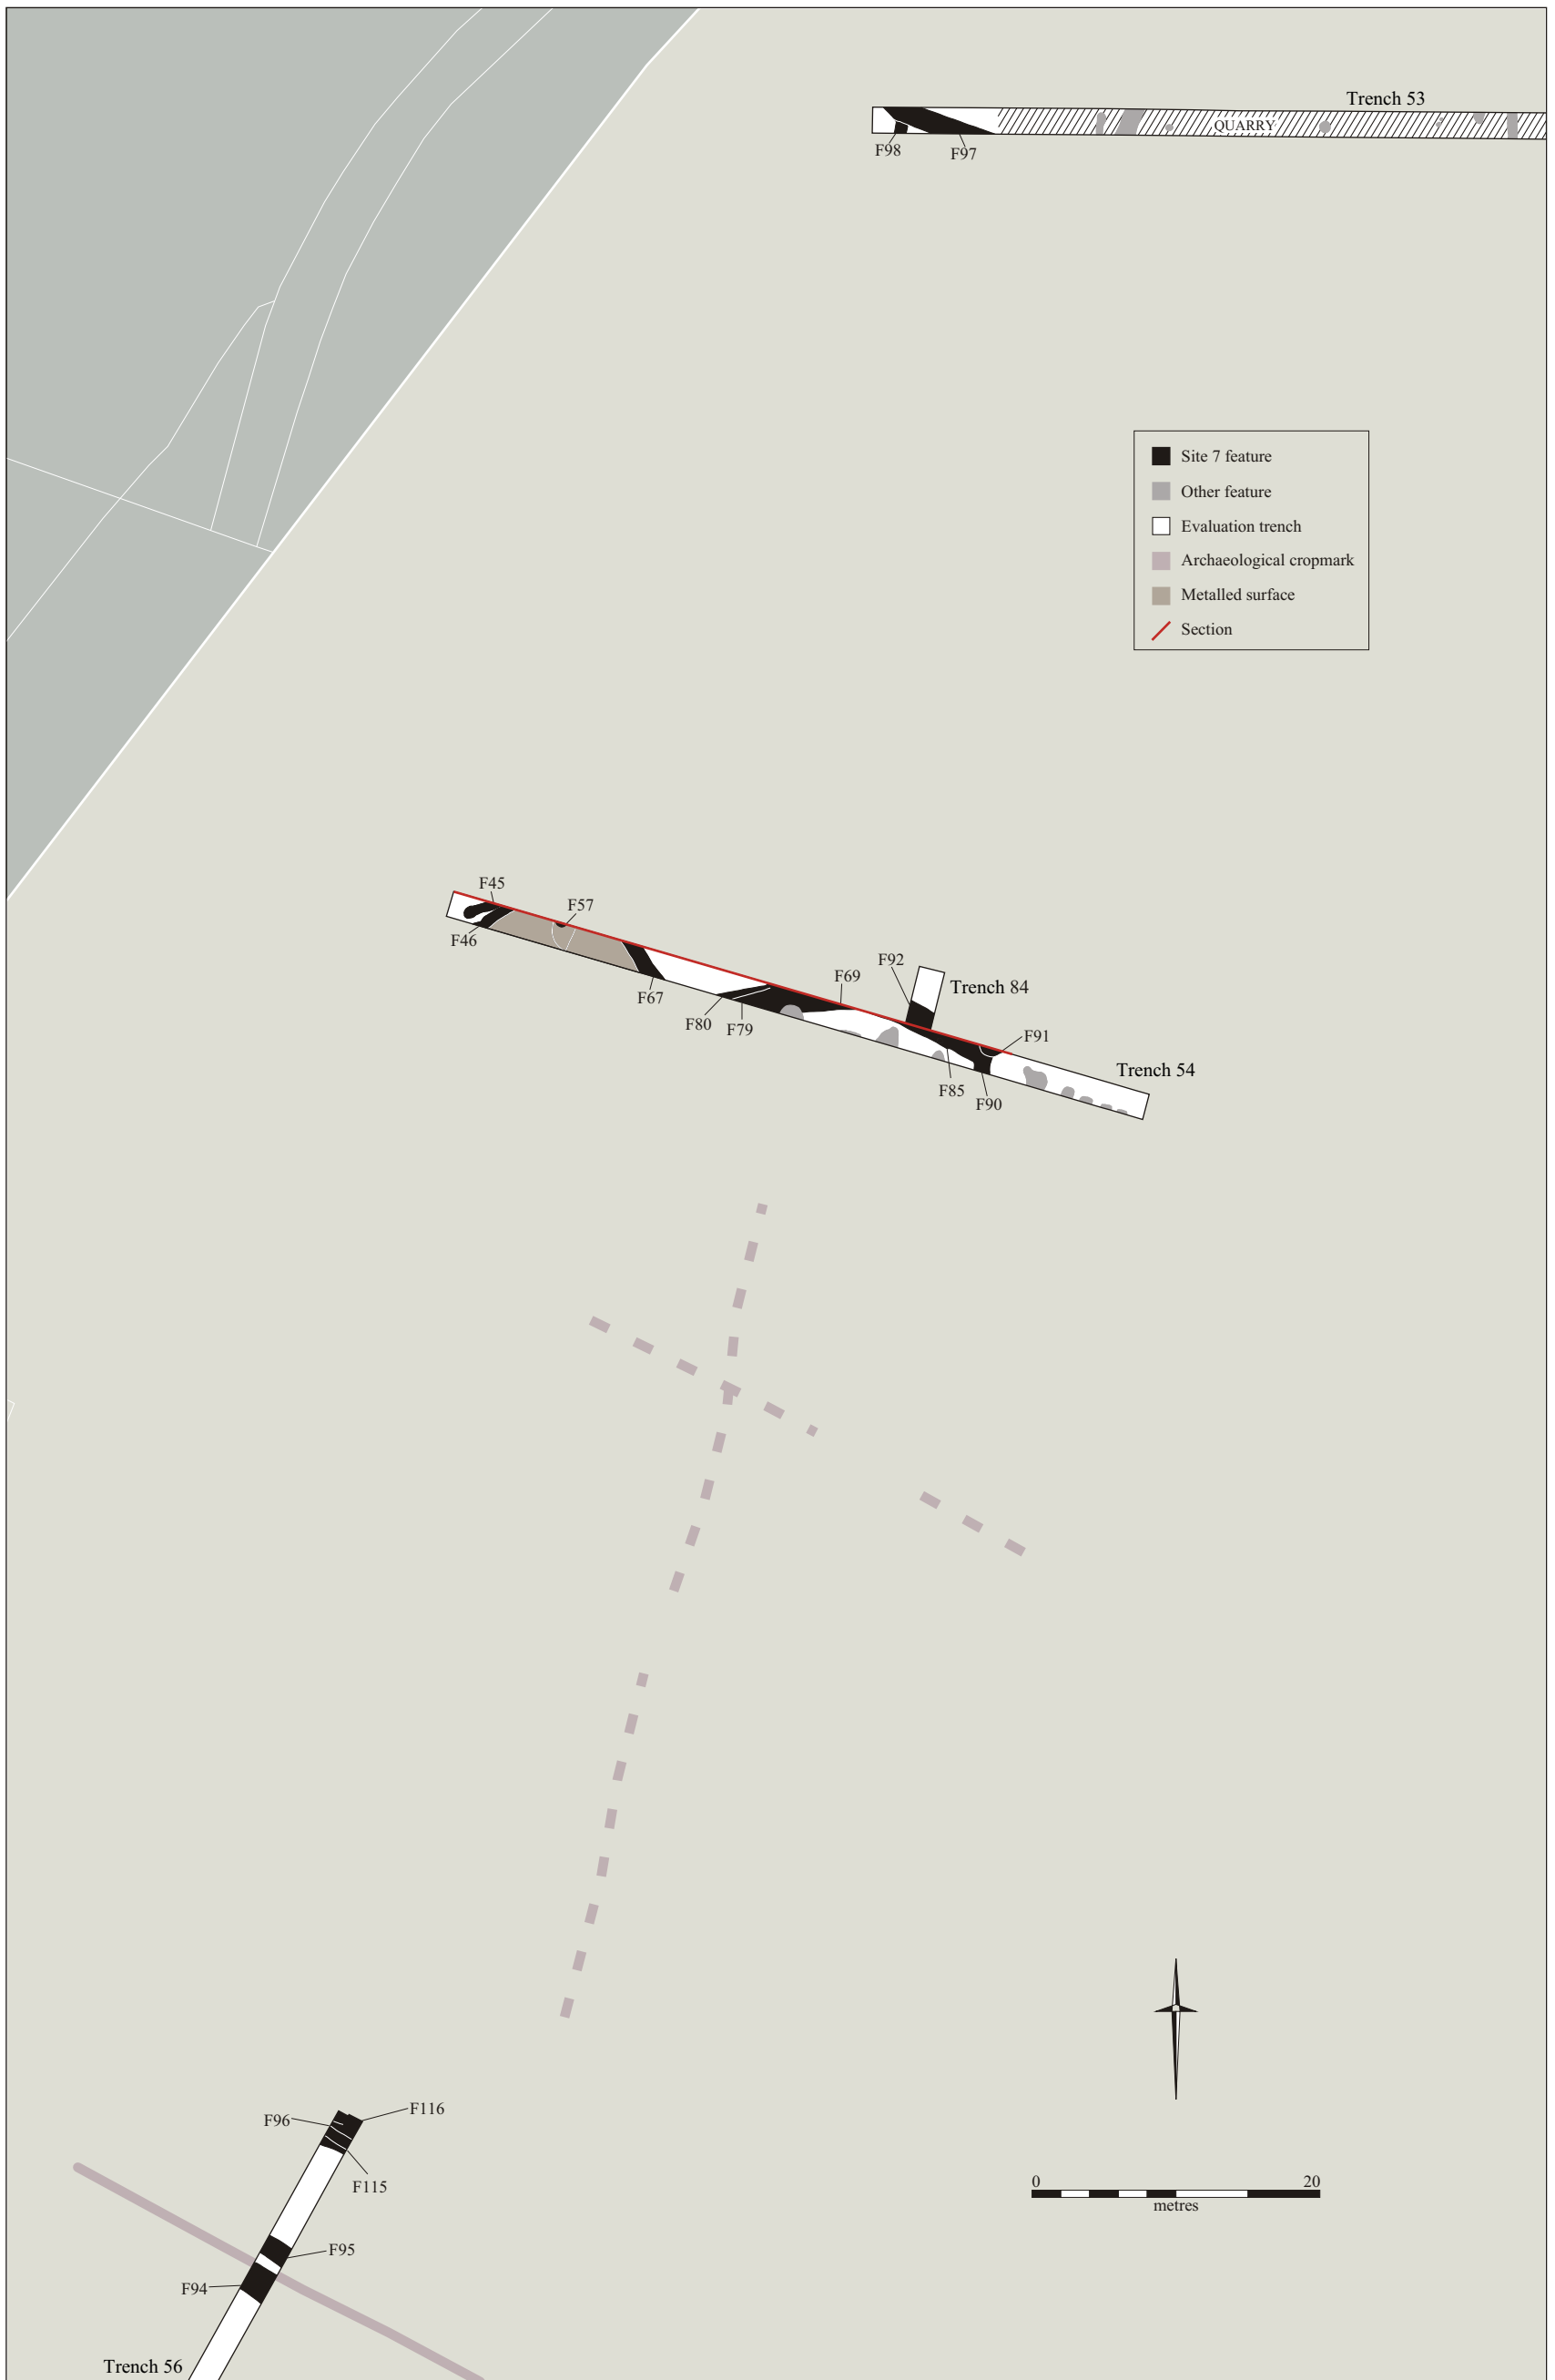 Trench 53
QUARRY
F98
F97
Site 7 feature
Other feature
Evaluation trench
Archaeological cropmark
Metalled surface
Section
F45
F57
F46
F67
F92
F69
Trench 84
F80
F79
F91
Trench 54
F85
F90
F116
F96
F115
0 20
metres
F95
F94
Trench 56